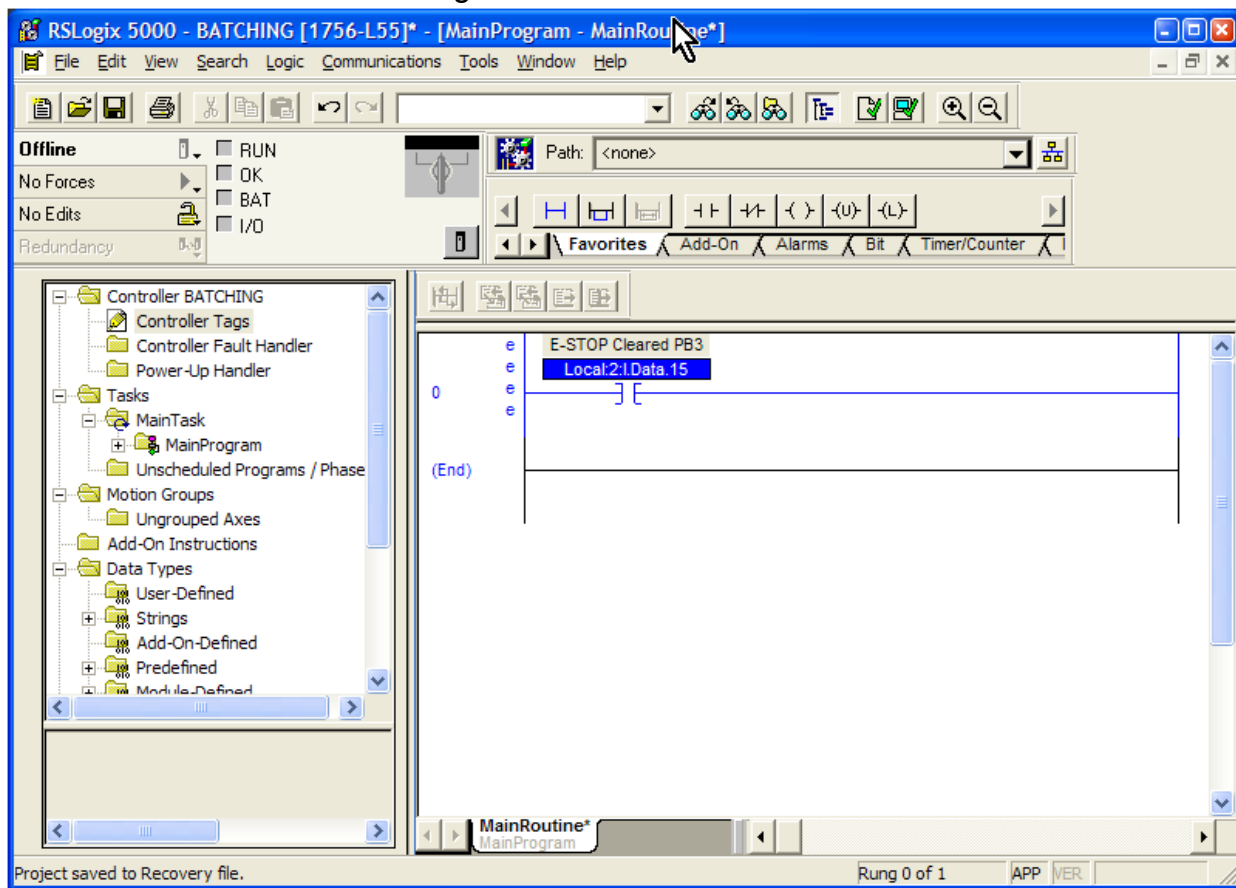 RSLogix 5000 - BATCHING [1756-L55]* - [MainProgram - MainRoutine*]
File Edit View Search Logic Communications Tools Window Help
Offline
RUN
No Forces
OK
BAT
No Edits
I/O
Redundancy
Path: <none>
Favorites Add-On Alarms Bit Timer/Counter
Controller BATCHING
Controller Tags
Controller Fault Handler
Power-Up Handler
Tasks
MainTask
MainProgram
Unscheduled Programs / Phase
Motion Groups
Ungrouped Axes
Add-On Instructions
Data Types
User-Defined
Strings
Add-On-Defined
Predefined
Module-Defined
e
e
e
e
0
E-STOP Cleared PB3
Local:2:I.Data.15
(End)
MainRoutine*
MainProgram
Project saved to Recovery file.
Rung 0 of 1
APP VER